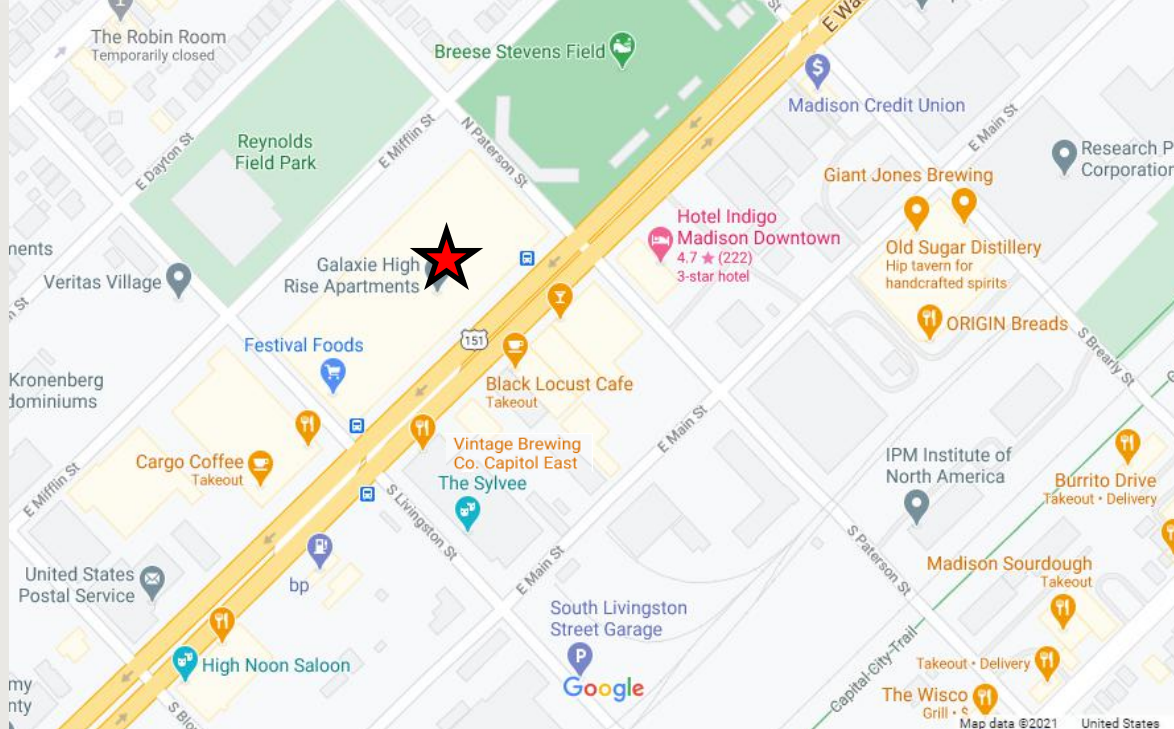 The Robin Room
Temporarily closed
Breese Stevens Field
E Wa
$
Madison Credit Union
E Main St
Research P
Corporation
Reynolds
Field Park
E Dayton St
E Mifflin St
N Paterson St
Giant Jones Brewing
Hotel Indigo
Madison Downtown
4.7 ★ (222)
3-star hotel
Old Sugar Distillery
Hip tavern for
handcrafted spirits
ORIGIN Breads
S Brearly St
ments
Veritas Village
n St
Galaxie High
Rise Apartments
151
Festival Foods
Black Locust Cafe
Takeout
E Main St
Kronenberg
dominiums
Cargo Coffee
Takeout
E Mifflin St
Vintage Brewing
Co. Capitol East
The Sylvee
S Livingston St
E Main St
IPM Institute of
North America
Burrito Drive
Takeout • Delivery
S Paterson St
Madison Sourdough
Takeout
United States
Postal Service
bp
South Livingston
Street Garage
P
Google
High Noon Saloon
my
nty
S Blo
Capital-City-Trail
Takeout • Delivery
The Wisco
Grill • $
Map data ©2021
United States